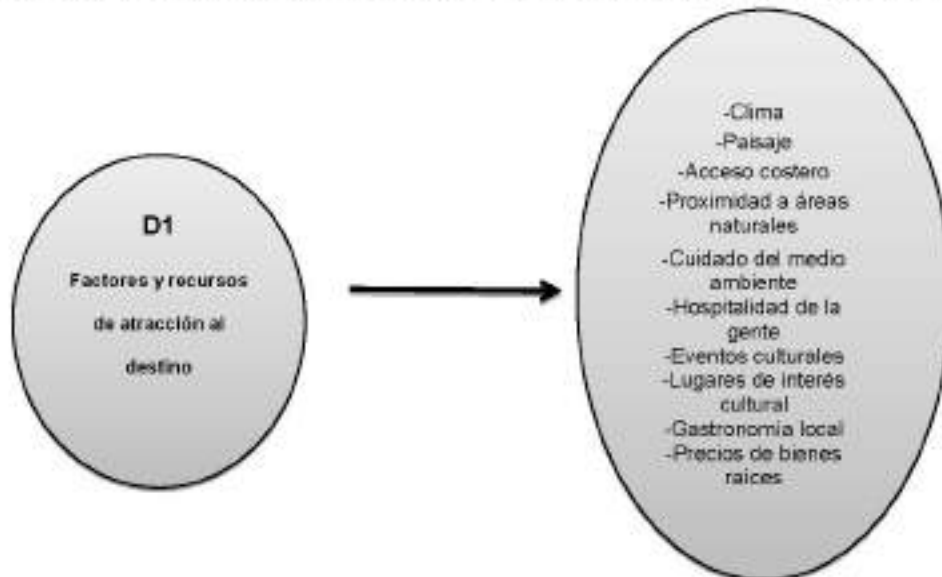 D1
Factores y recursos
de atracción al
destino
-Clima
-Paisaje
-Acceso costero
-Proximidad a áreas
naturales
-Cuidado del medio
ambiente
-Hospitalidad de la
gente
-Eventos culturales
-Lugares de interés
cultural
-Gastronomía local
-Precios de bienes
raíces